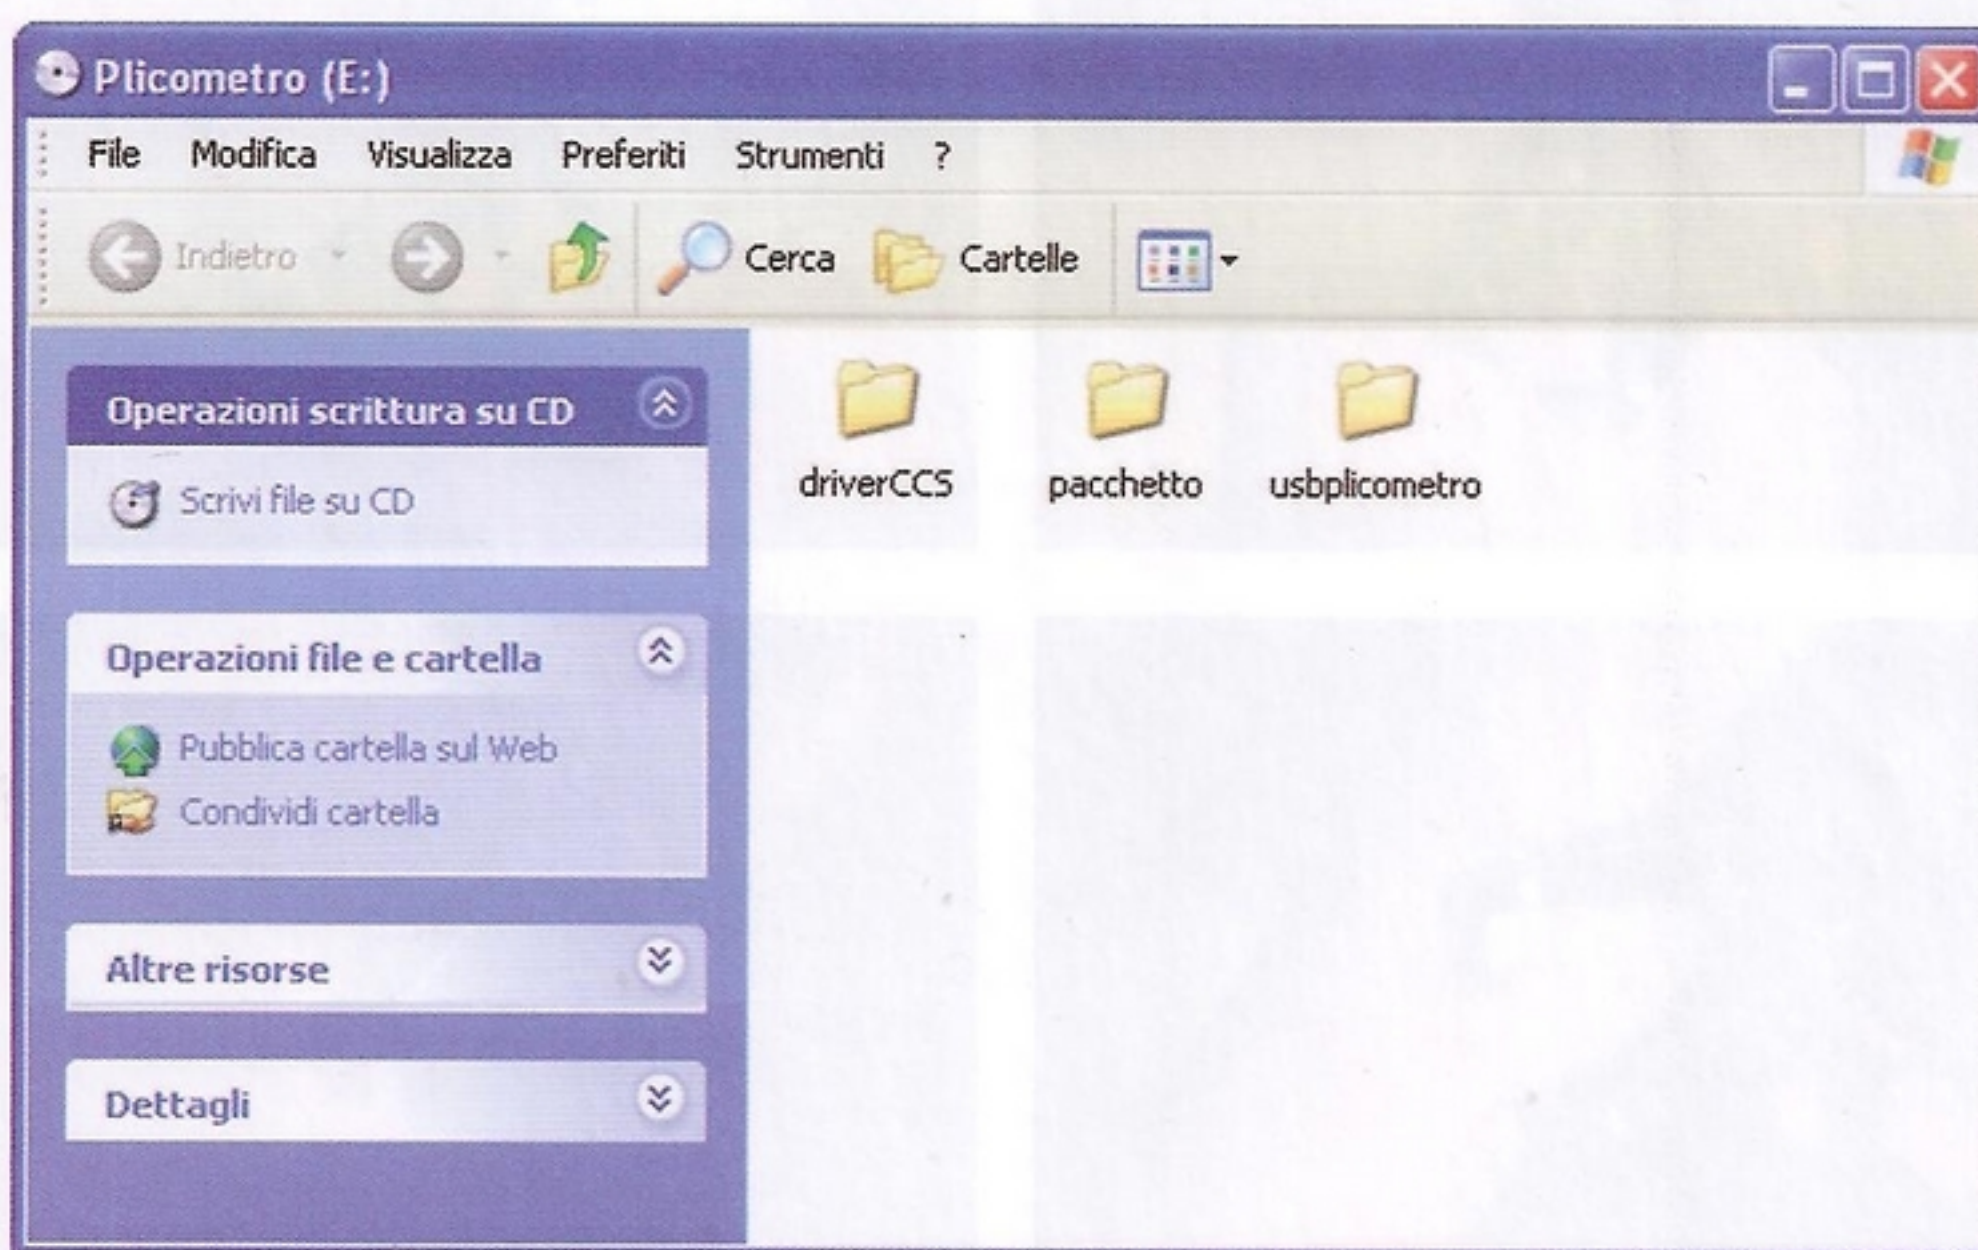 Plicometro (E:)
File Modifica Visualizza Preferiti Strumenti ?
Indietro Cerca Cartelle
Operazioni scrittura su CD
Scrivi file su CD
Operazioni file e cartella
Pubblica cartella sul Web
Condividi cartella
Altre risorse
Dettagli
driverCCS pacchetto usbplicometro